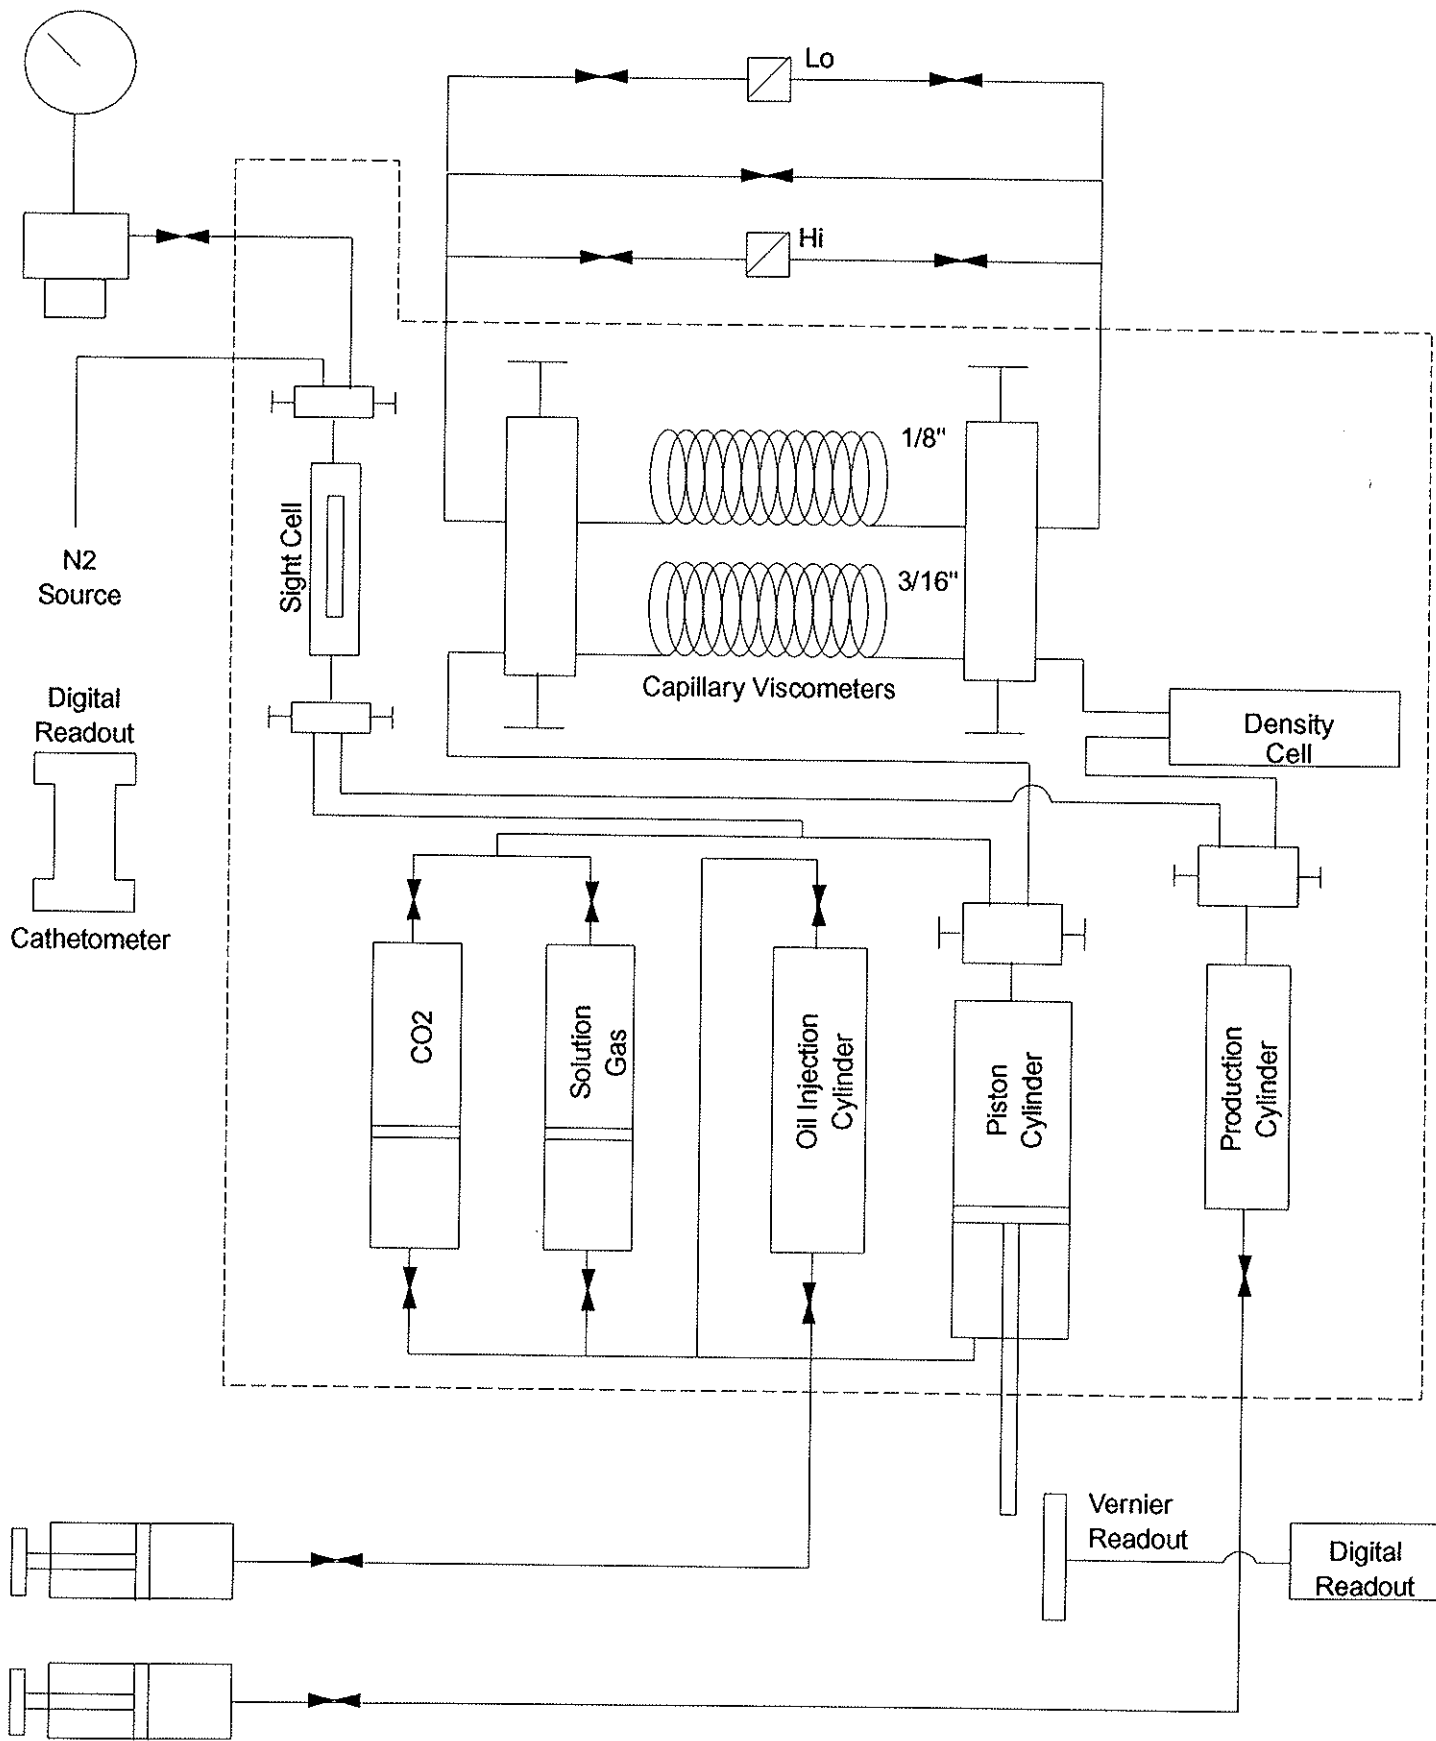 Lo
Hi
1/8"
N2
Source
Sight Cell
3/16"
Capillary Viscometers
Digital
Readout
Density
Cell
Cathetometer
CO2
Solution
Gas
Oil Injection
Cylinder
Piston
Cylinder
Production
Cylinder
Vernier
Readout
Digital
Readout